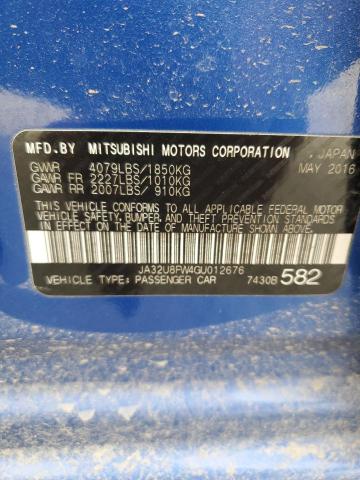 MFD.BY MITSUBISHI MOTORS CORPORATION JAPAN
MAY 2016
GVWR 4079LBS/1850KG
GAWR FR 2227LBS/1010KG
GAWR RR 2007LBS/ 910KG
THIS VEHICLE CONFORMS TO ALL APPLICABLE FEDERAL
MOTOR VEHICLE SAFETY, BUMPER, AND THEFT PREVENTION STANDARDS
IN EFFECT ON THE DATE OF MANUFACTURE SHOWN ABOVE.
JA32U8FW4GU012676
VEHICLE TYPE: PASSENGER CAR 7430B 582